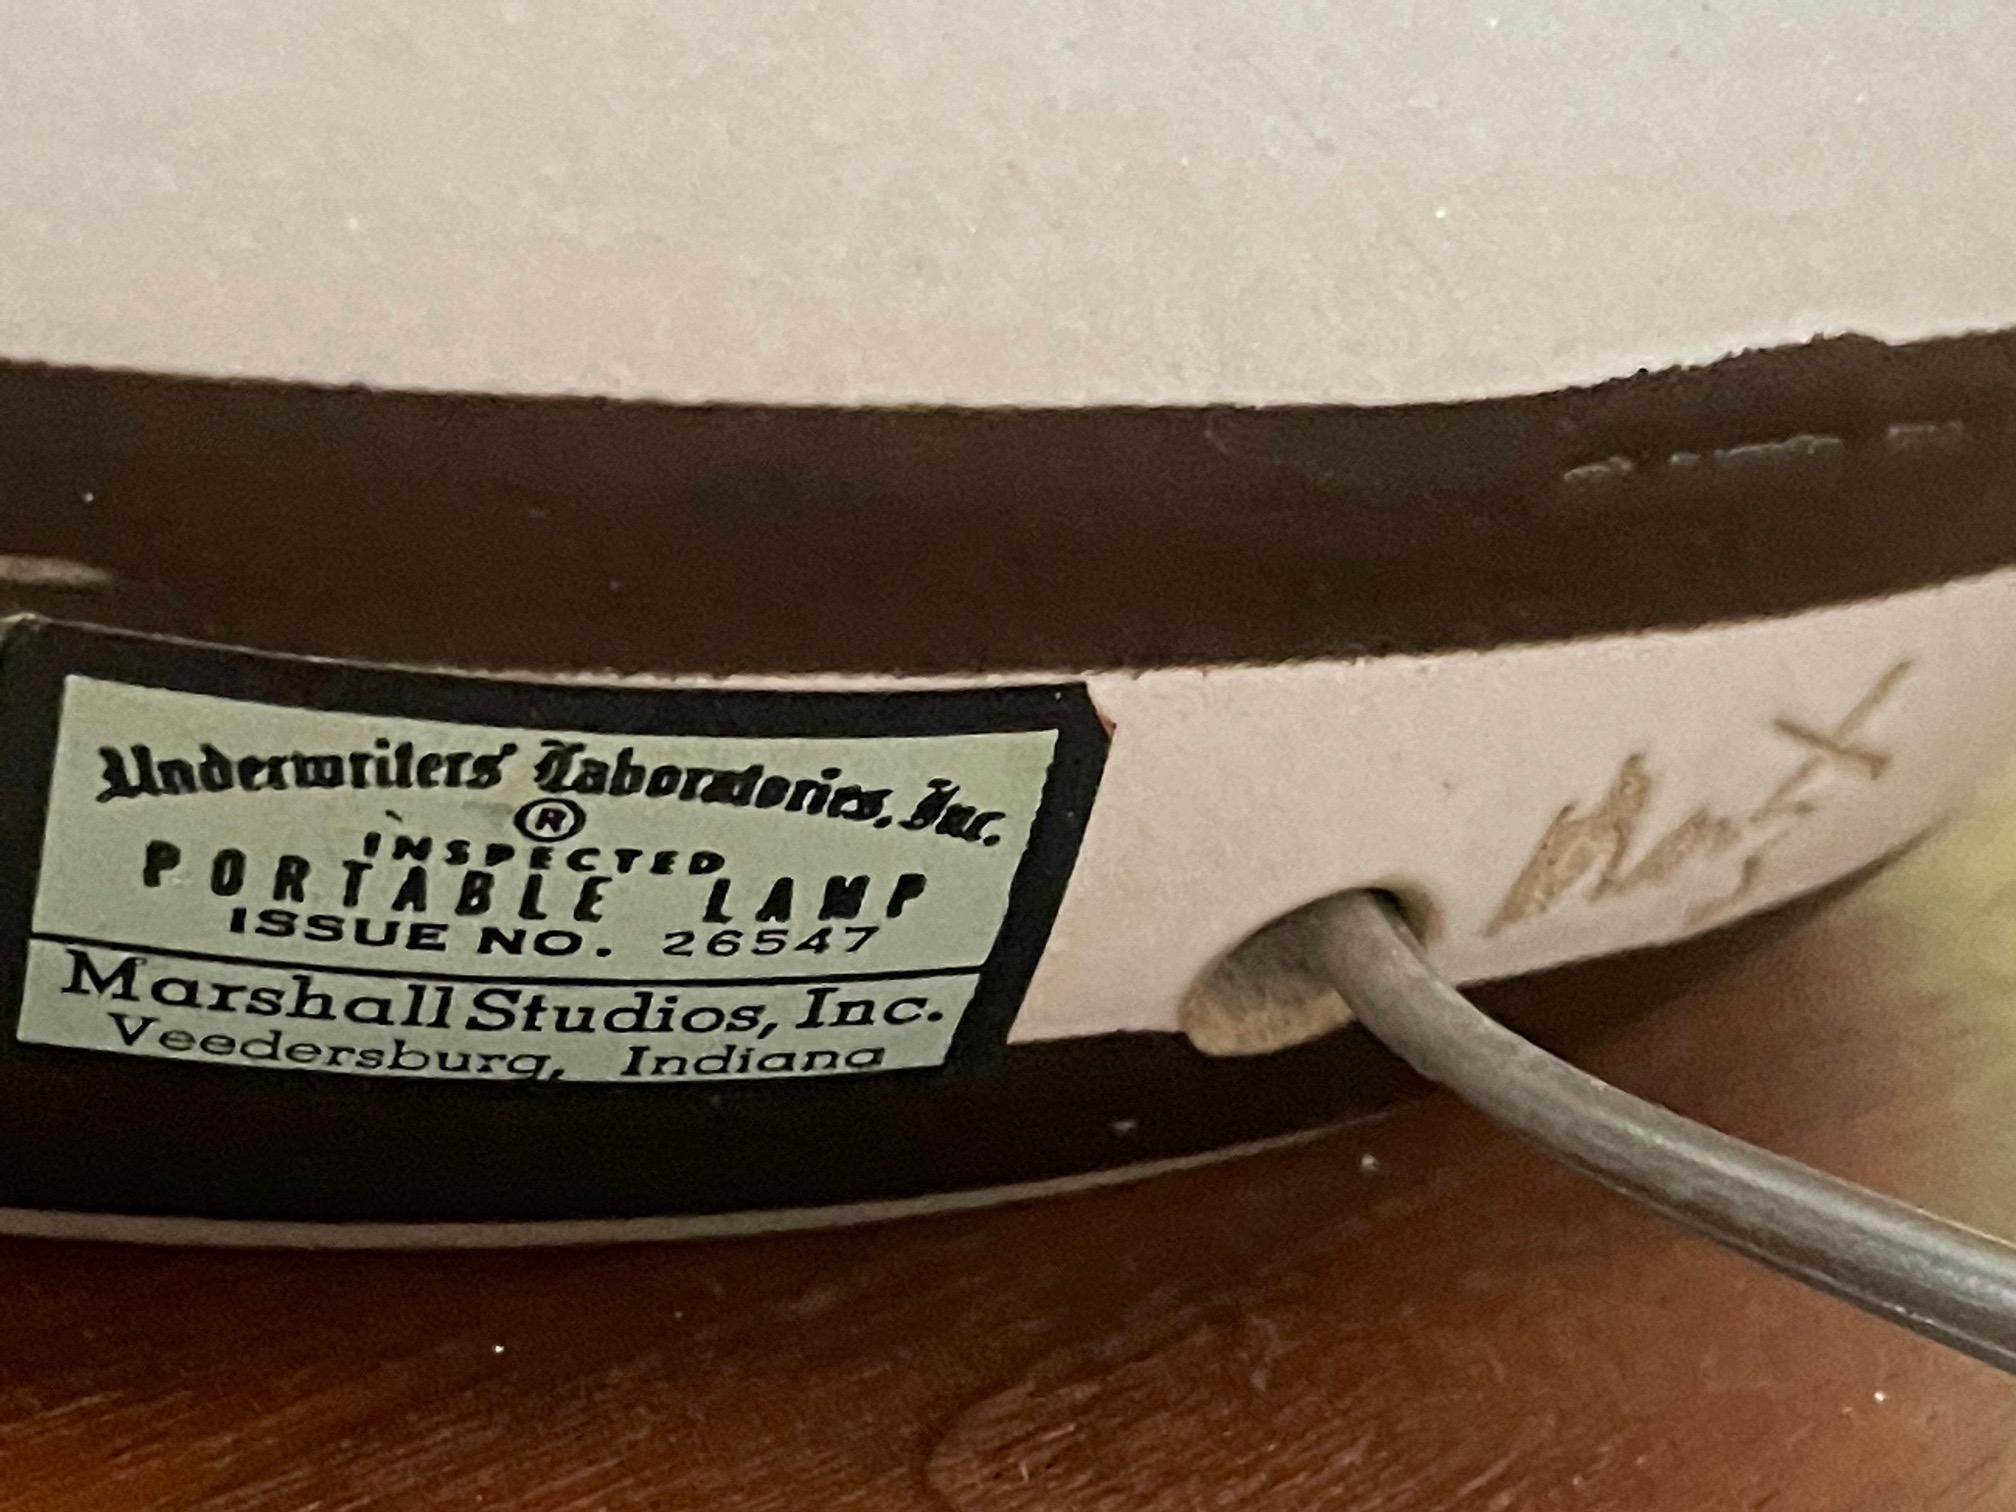 Underwriters' Laboratories, Inc.
®
INSPECTED
PORTABLE LAMP
ISSUE NO. 26547
Marshall Studios, Inc.
Veedersburg, Indiana